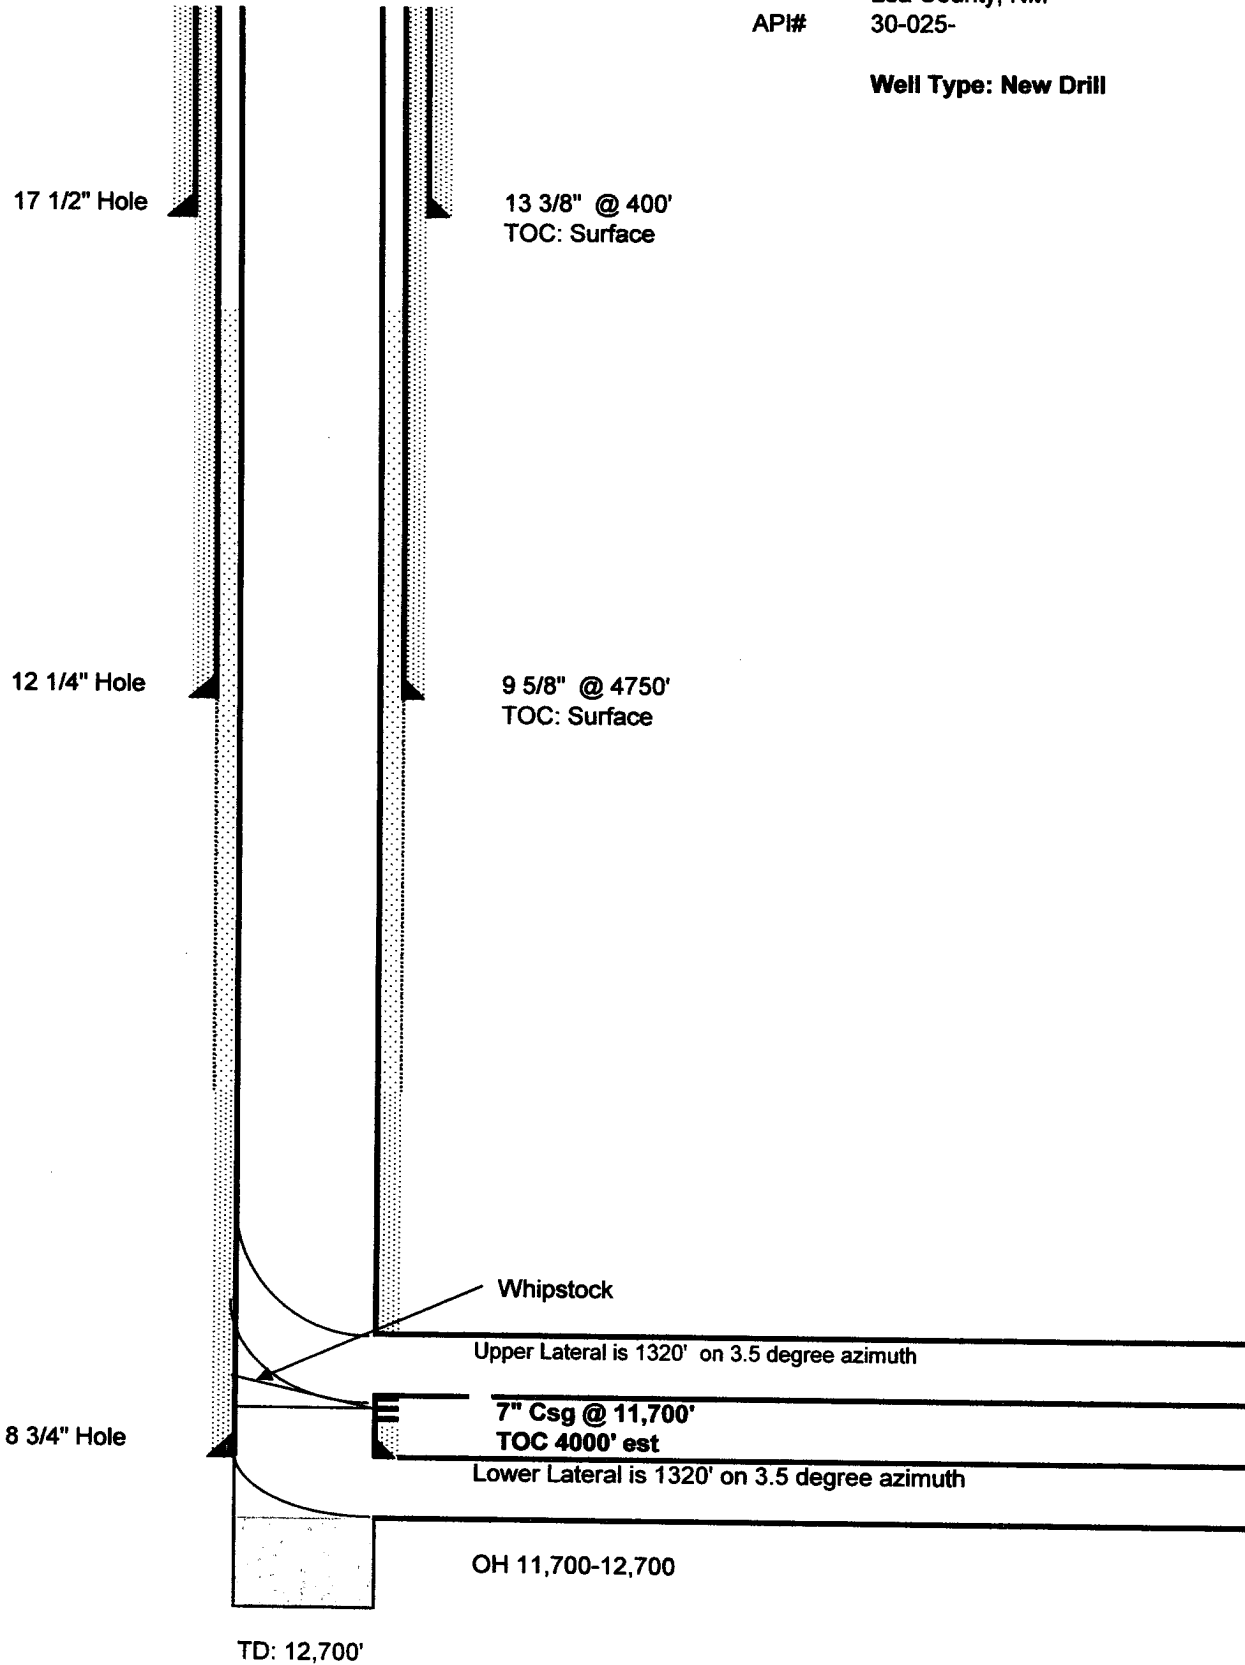 API# 30-025-
Well Type: New Drill
17 1/2" Hole
13 3/8" @ 400'
TOC: Surface
12 1/4" Hole
9 5/8" @ 4750'
TOC: Surface
Whipstock
Upper Lateral is 1320' on 3.5 degree azimuth
7" Csg @ 11,700'
8 3/4" Hole
TOC 4000' est
Lower Lateral is 1320' on 3.5 degree azimuth
OH 11,700-12,700
TD: 12,700'